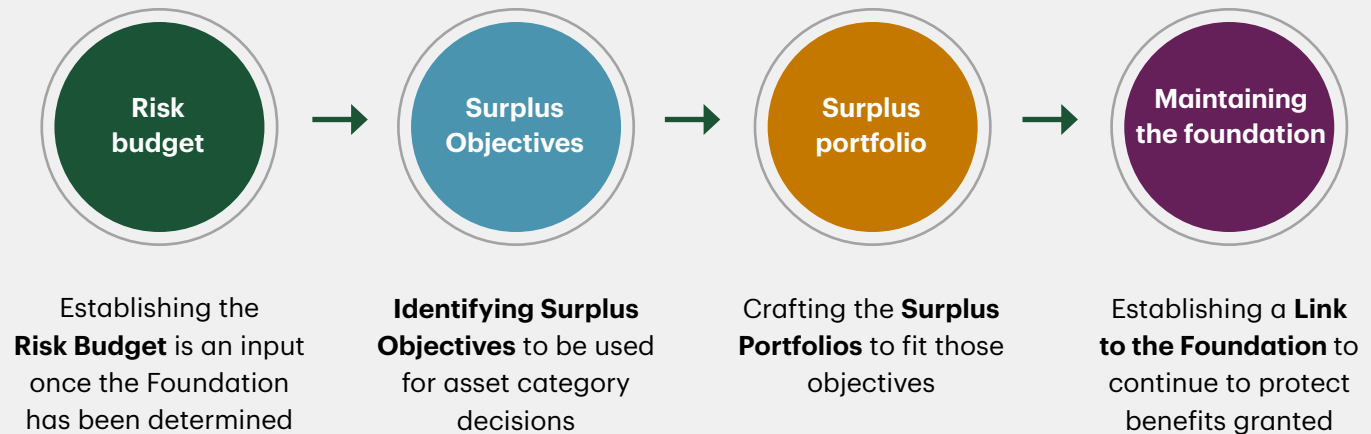 Risk
budget
Surplus
Objectives
Surplus
portfolio
Maintaining
the foundation
Establishing the
Risk Budget is an input
once the Foundation
has been determined
Identifying Surplus
Objectives to be used
for asset category
decisions
Crafting the Surplus
Portfolios to fit those
objectives
Establishing a Link
to the Foundation to
continue to protect
benefits granted